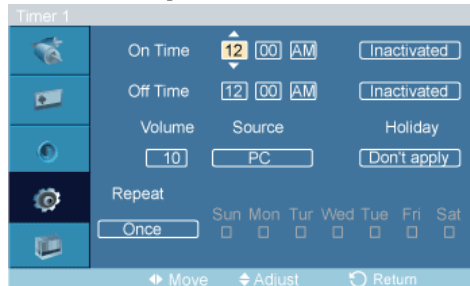 Timer 1
On Time 12 00 AM Inactivated
Off Time 12 00 AM Inactivated
Volume Source Holiday
10 PC Don't apply
Repeat
Sun Mon Tur Wed Tue Fri Sat
Once
Move Adjust Return